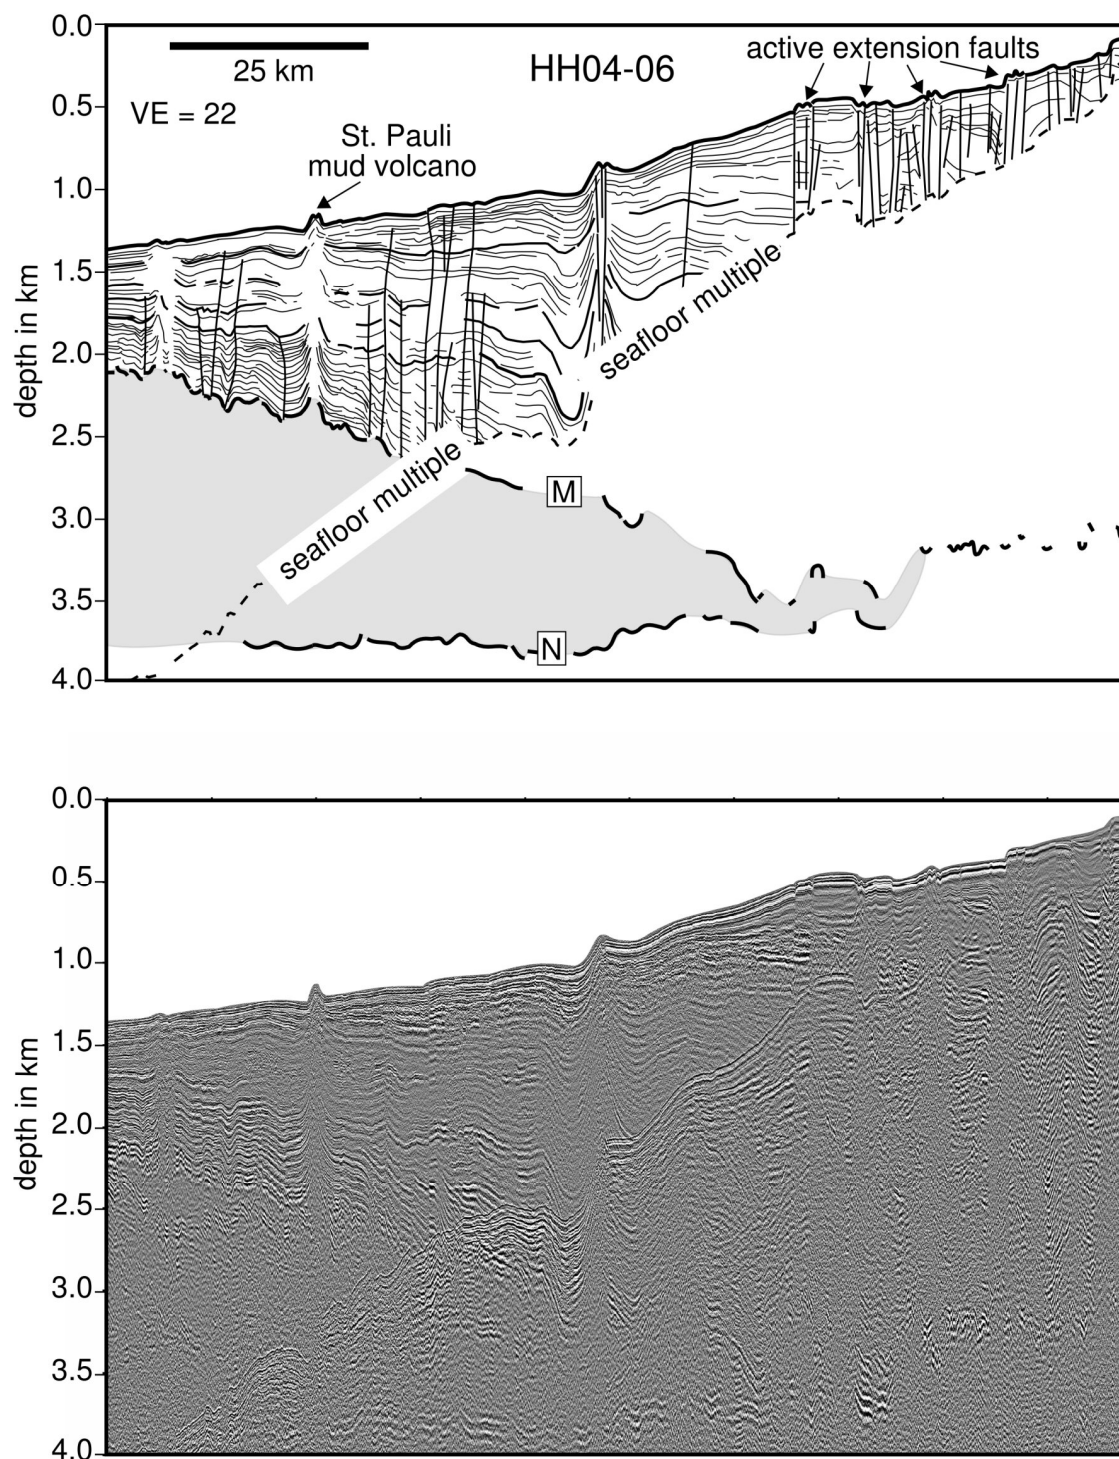 0.0
25 km
HH04-06
active extension faults
0.5
VE = 22
St. Pauli
mud volcano
1.0
1.5
depth in km
seafloor multiple
2.0
2.5
seafloor multiple
M
3.0
3.5
N
4.0
0.0
0.5
1.0
1.5
depth in km
2.0
2.5
3.0
3.5
4.0